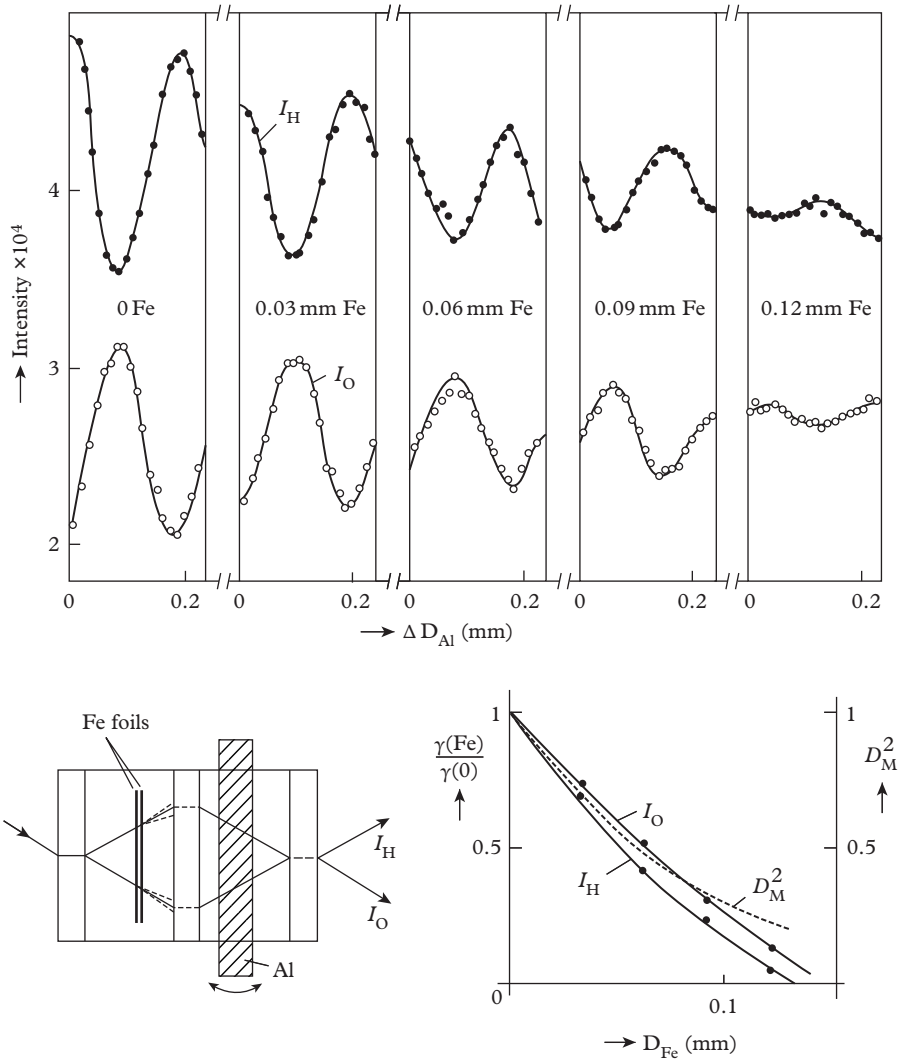 Intensity ×10⁴
4
3
2
I_H
I_O
0 Fe
0.03 mm Fe
0.06 mm Fe
0.09 mm Fe
0.12 mm Fe
0 0.2 0 0.2 0 0.2 0 0.2 0 0.2
Δ D_Al (mm)
Fe foils
I_H
I_O
Al
1 1
γ(Fe)
γ(0)
D_M²
I_O
0.5 0.5
I_H
D_M²
0 0
0.1
D_Fe (mm)